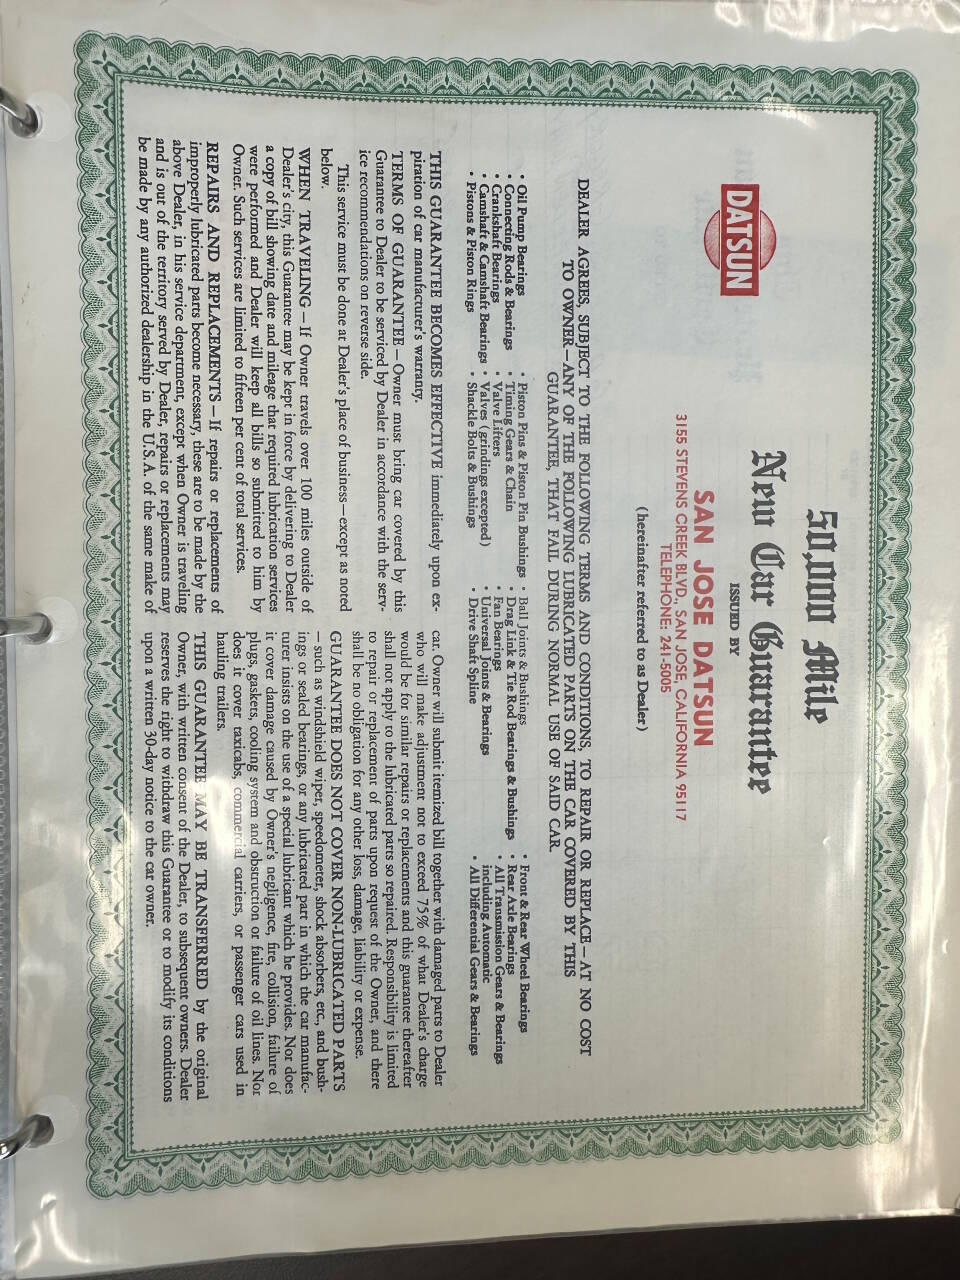 DATSUN
50,000 Mile
New Car Guarantee
ISSUED BY
SAN JOSE DATSUN
3155 STEVENS CREEK BLVD., SAN JOSE, CALIFORNIA 95117
TELEPHONE: 241-5005
(hereinafter referred to as Dealer)
DEALER AGREES, SUBJECT TO THE FOLLOWING TERMS AND CONDITIONS, TO REPAIR OR REPLACE—AT NO COST
TO OWNER—ANY OF THE FOLLOWING LUBRICATED PARTS ON THE CAR COVERED BY THIS
GUARANTEE, THAT FAIL DURING NORMAL USE OF SAID CAR.
• Oil Pump Bearings
• Connecting Rods & Bearings
• Crankshaft Bearings
• Camshaft & Camshaft Bearings
• Pistons & Piston Rings
• Piston Pins & Piston Pin Bushings
• Timing Gears & Chain
• Valve Lifters
• Valves (grindings excepted)
• Shackle Bolts & Bushings
• Ball Joints & Bushings
• Drag Link & Tie Rod Bearings & Bushings
• Fan Bearings
• Universal Joints & Bearings
• Drive Shaft Spline
• Front & Rear Wheel Bearings
• Rear Axle Bearings
• All Transmission Gears & Bearings
including Automatic
• All Differential Gears & Bearings
THIS GUARANTEE BECOMES EFFECTIVE immediately upon ex-
piration of car manufacturer's warranty.
TERMS OF GUARANTEE—Owner must bring car covered by this
Guarantee to Dealer to be serviced by Dealer in accordance with the serv-
ice recommendations on reverse side.
This service must be done at Dealer's place of business—except as noted
below.
WHEN TRAVELING—If Owner travels over 100 miles outside of
Dealer's city, this Guarantee may be kept in force by delivering to Dealer
a copy of bill showing date and mileage that required lubrication services
were performed and Dealer will keep all bills so submitted to him by
Owner. Such services are limited to fifteen per cent of total services.
REPAIRS AND REPLACEMENTS—If repairs or replacements of
improperly lubricated parts become necessary, these are to be made by the
above Dealer, in his service department, except when Owner is traveling
and is out of the territory served by Dealer, repairs or replacements may
be made by any authorized dealership in the U.S.A. of the same make of
car. Owner will submit itemized bill together with damaged parts to Dealer
who will make adjustment not to exceed 75% of what Dealer's charge
would be for similar repairs or replacements and this guarantee thereafter
shall not apply to the lubricated parts so repaired. Responsibility is limited
to repair or replacement of parts upon request of the Owner, and there
shall be no obligation for any other loss, damage, liability or expense.
GUARANTEE DOES NOT COVER NON-LUBRICATED PARTS
—such as windshield wiper, speedometer, shock absorbers, etc., and bush-
ings or sealed bearings, or any lubricated part in which the car manufac-
turer insists on the use of a special lubricant which he provides. Nor does
it cover damage caused by Owner's negligence, fire, collision, failure of
plugs, gaskets, cooling system and obstruction or failure of oil lines. Nor
does it cover taxicabs, commercial carriers, or passenger cars used in
hauling trailers.
THIS GUARANTEE MAY BE TRANSFERRED by the original
Owner, with written consent of the Dealer, to subsequent owners. Dealer
reserves the right to withdraw this Guarantee or to modify its conditions
upon a written 30-day notice to the car owner.